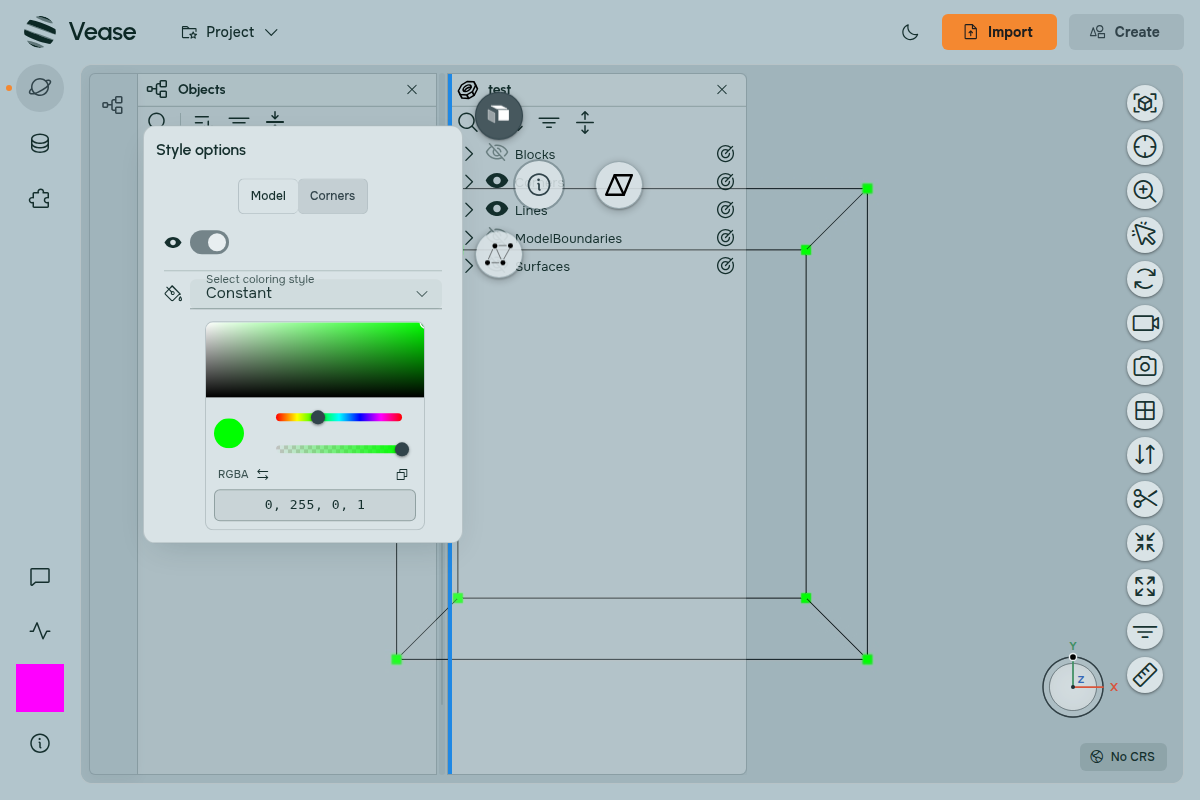 Vease
Project
Import
Create
Objects
test
Style options
Model
Corners
Select coloring style
Constant
RGBA
0, 255, 0, 1
Blocks
Lines
ModelBoundaries
Surfaces
Y
Z
X
No CRS